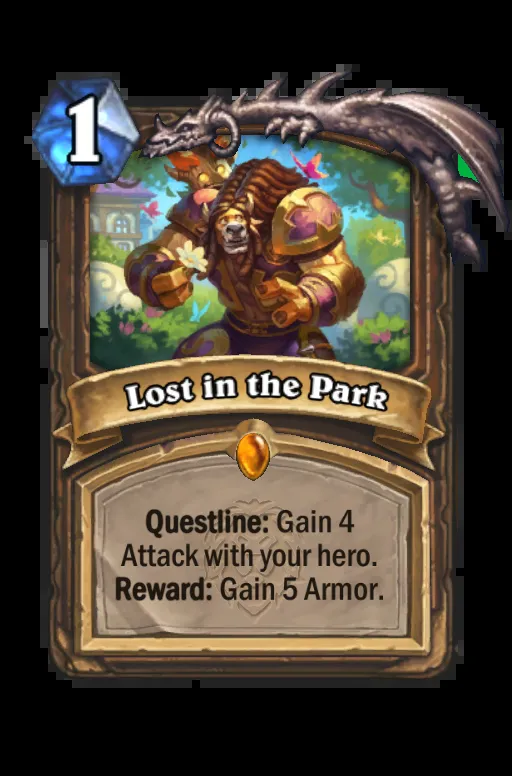 1
Lost in the Park
Questline: Gain 4
Attack with your hero.
Reward: Gain 5 Armor.